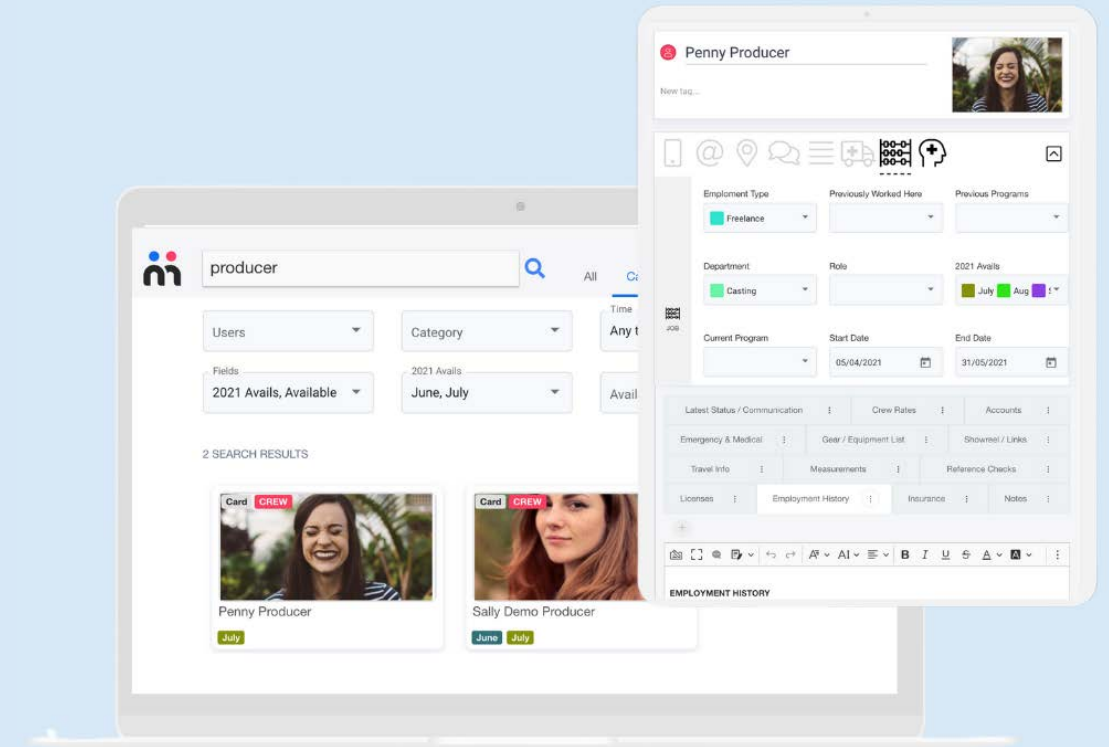 Penny Producer
New tag...
Emploment Type
Previously Worked Here
Previous Programs
Freelance
Department
Role
2021 Avails
Casting
July Aug
JOB
Current Program
Start Date
End Date
05/04/2021
31/05/2021
Latest Status / Communication
Crew Rates
Accounts
Emergency & Medical
Gear / Equipment List
Showreel / Links
Travel Info
Measurements
Reference Checks
Licenses
Employment History
Insurance
Notes
B I U S A A
EMPLOYMENT HISTORY
producer
All
Users
Category
Time
Any t
Fields
2021 Avails, Available
2021 Avails
June, July
Avail
2 SEARCH RESULTS
Card CREW
Penny Producer
July
Card CREW
Sally Demo Producer
June July